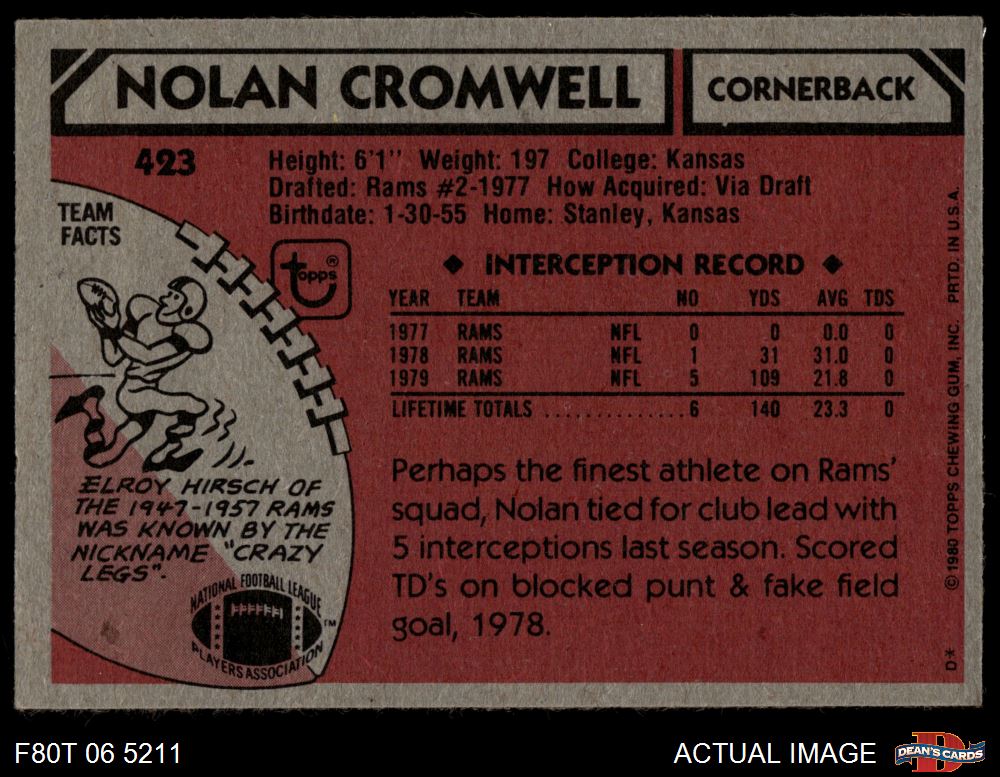 NOLAN CROMWELL
CORNERBACK
423
Height: 6'1" Weight: 197 College: Kansas
Drafted: Rams #2-1977 How Acquired: Via Draft
Birthdate: 1-30-55 Home: Stanley, Kansas
TEAM
FACTS
topps ®
◆ INTERCEPTION RECORD ◆
YEAR TEAM NO YDS AVG TDS
1977 RAMS NFL 0 0 0.0 0
1978 RAMS NFL 1 31 31.0 0
1979 RAMS NFL 5 109 21.8 0
LIFETIME TOTALS ..............6 140 23.3 0
Perhaps the finest athlete on Rams'
squad, Nolan tied for club lead with
5 interceptions last season. Scored
TD's on blocked punt & fake field
goal, 1978.
ELROY HIRSCH OF
THE 1947-1957 RAMS
WAS KNOWN BY THE
NICKNAME "CRAZY
LEGS".
NATIONAL FOOTBALL LEAGUE
PLAYERS ASSOCIATION
TM
D* © 1980 TOPPS CHEWING GUM, INC. PRTD. IN U.S.A.
F80T 06 5211
ACTUAL IMAGE
D
DEAN'S CARDS